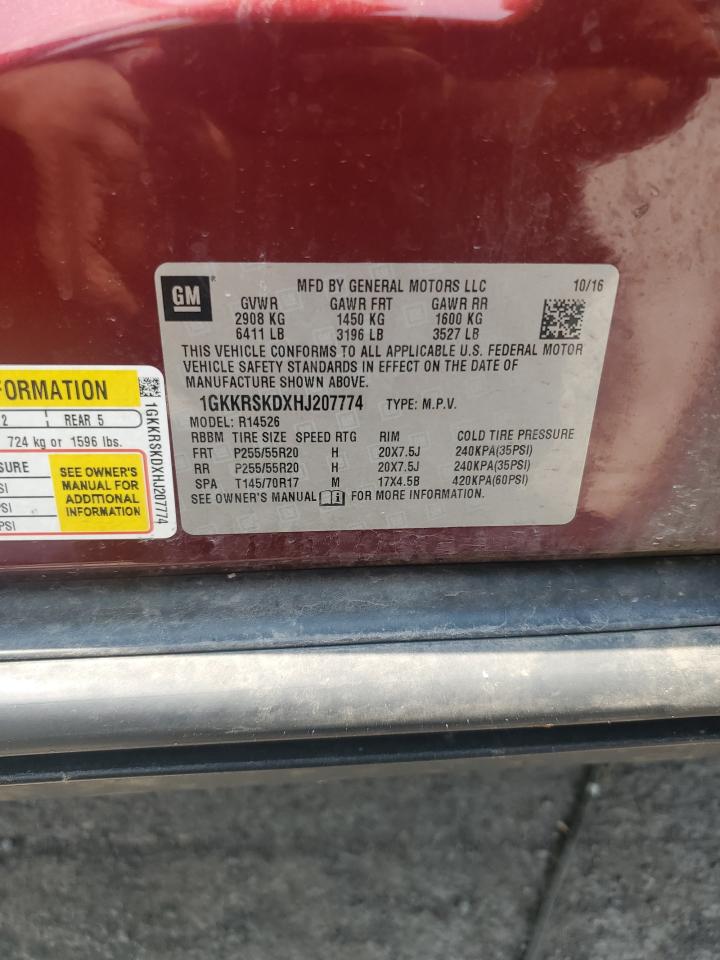 GM
MFD BY GENERAL MOTORS LLC 10/16
GVWR GAWR FRT GAWR RR
2908 KG 1450 KG 1600 KG
6411 LB 3196 LB 3527 LB
THIS VEHICLE CONFORMS TO ALL APPLICABLE U.S. FEDERAL MOTOR
VEHICLE SAFETY STANDARDS IN EFFECT ON THE DATE OF
MANUFACTURE SHOWN ABOVE.
1GKKRSKDXHJ207774 TYPE: M.P.V.
MODEL: R14526
RBBM TIRE SIZE SPEED RTG RIM COLD TIRE PRESSURE
FRT P255/55R20 H 20X7.5J 240KPA(35PSI)
RR P255/55R20 H 20X7.5J 240KPA(35PSI)
SPA T145/70R17 M 17X4.5B 420KPA(60PSI)
SEE OWNER'S MANUAL FOR MORE INFORMATION.
FORMATION
2 REAR 5
724 kg or 1596 lbs.
SURE
SI
SI
PSI
SEE OWNER'S
MANUAL FOR
ADDITIONAL
INFORMATION
1GKKRSKDXHJ207774